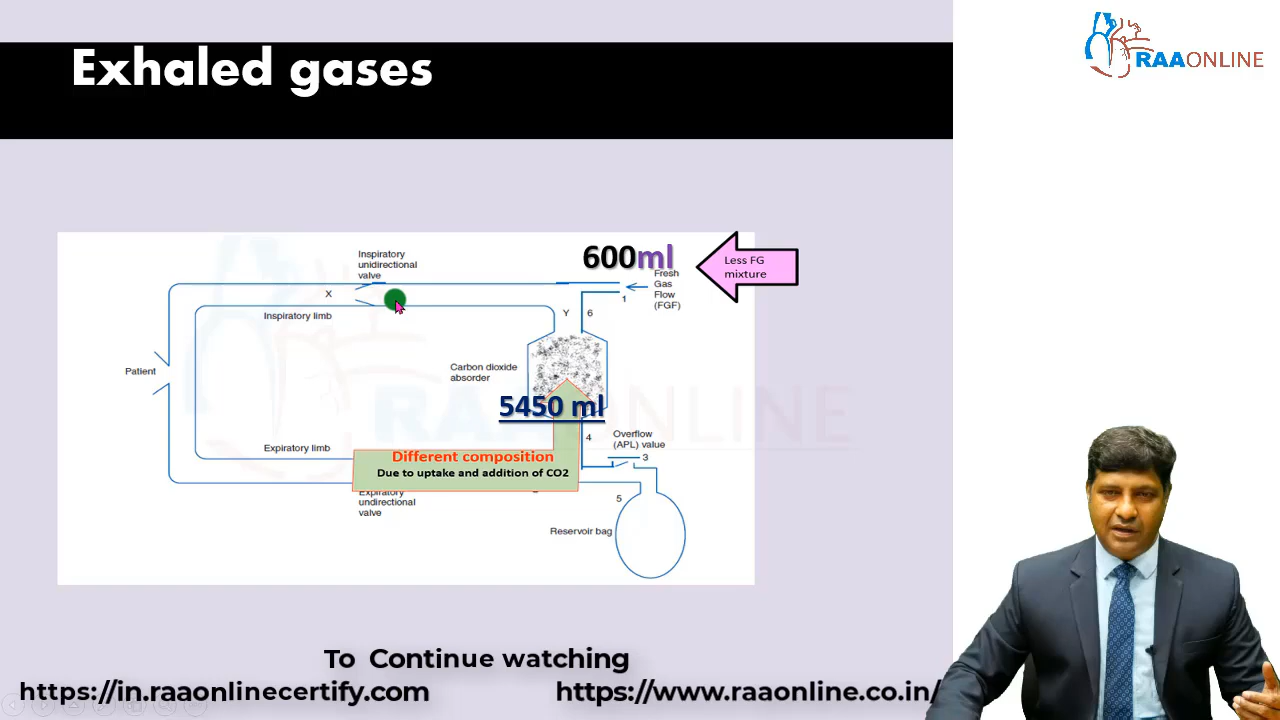 Exhaled gases
RAAONLINE
600ml
Less FG
mixture
Inspiratory
unidirectional
valve
Fresh
Gas
Flow
(FGF)
1
X
Y
6
Inspiratory limb
Patient
Carbon dioxide
absorder
RAAONLINE
5450 ml
4
Overflow
(APL) value
3
Expiratory limb
Different composition
Due to uptake and addition of CO2
Expiratory
undirectional
valve
5
Reservoir bag
To Continue watching
https://in.raaonlinecertify.com
https://www.raaonline.co.in/